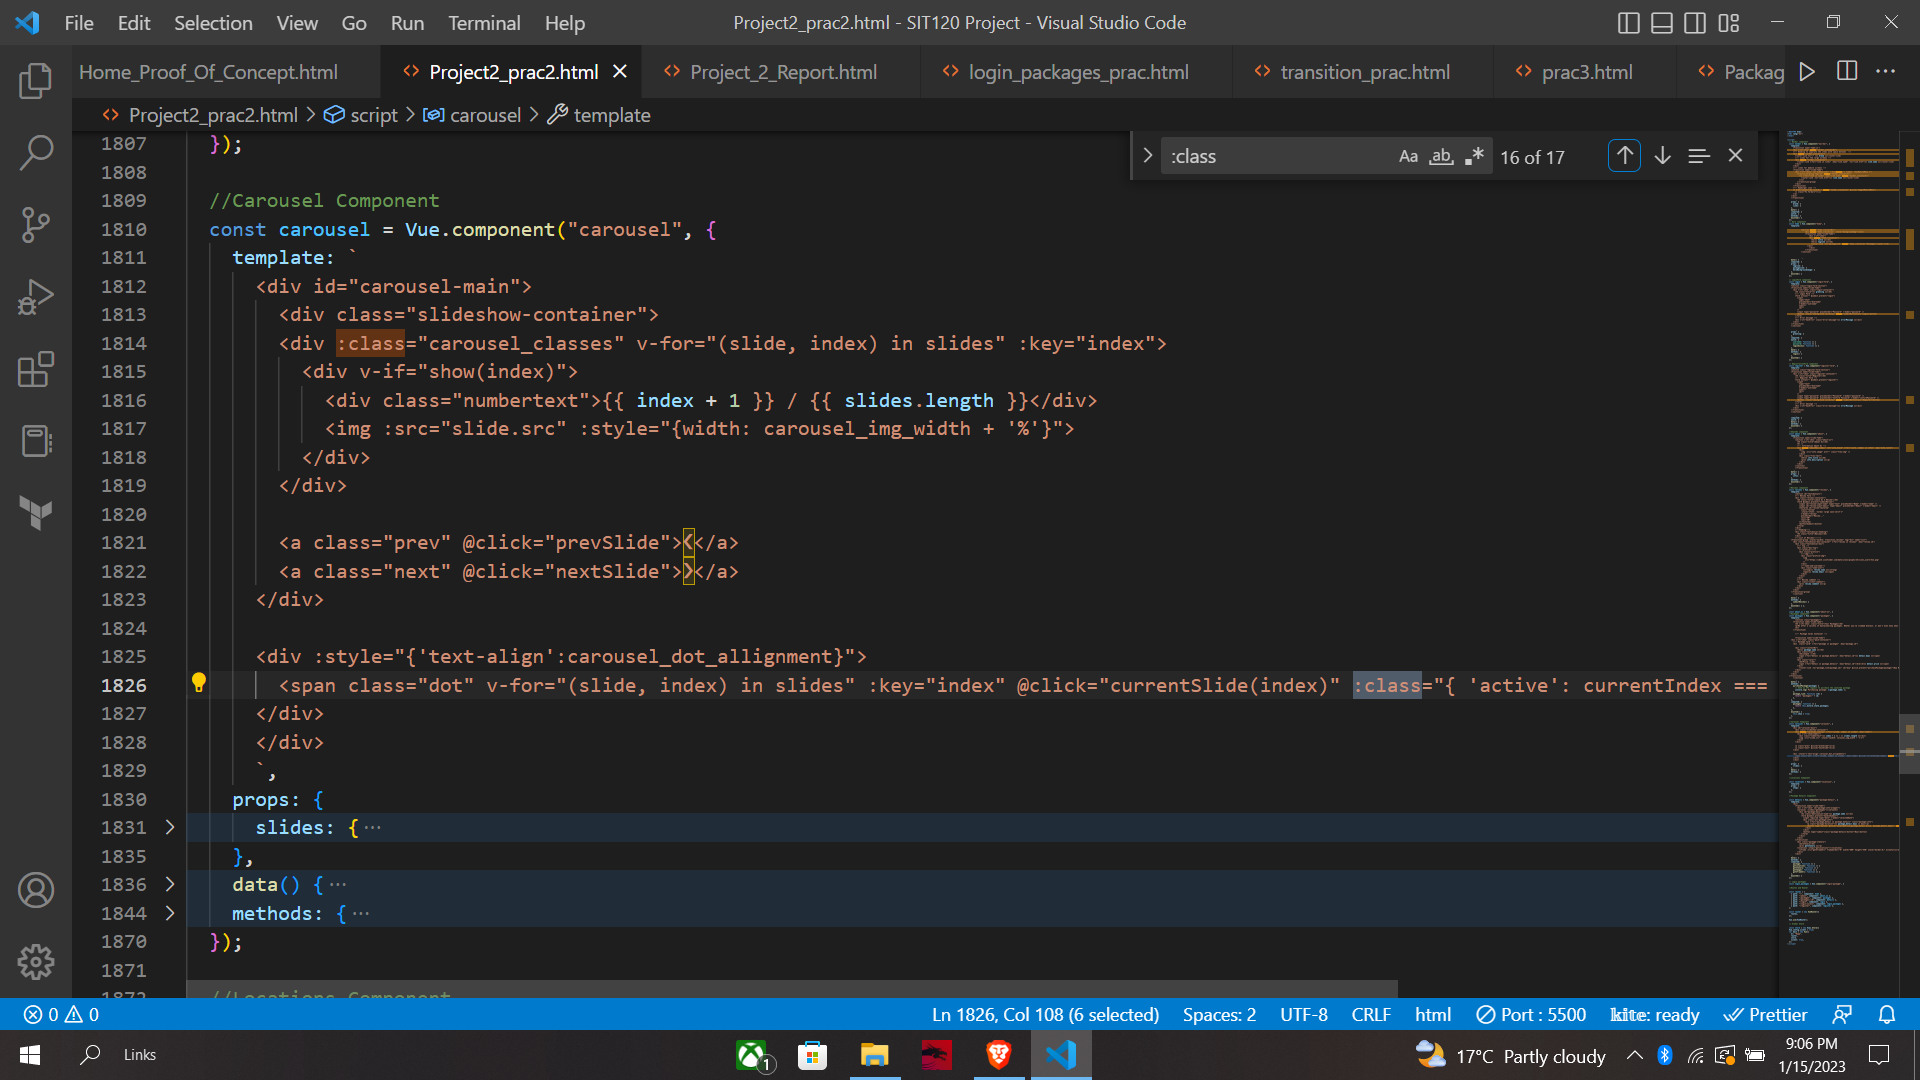 File Edit Selection View Go Run Terminal Help Project2_prac2.html - SIT120 Project - Visual Studio Code
Home_Proof_Of_Concept.html Project2_prac2.html Project_2_Report.html login_packages_prac.html transition_prac.html prac3.html Packag
Project2_prac2.html > script > carousel > template
:class Aa ab .* 16 of 17
1807 });
1808
1809 //Carousel Component
1810 const carousel = Vue.component("carousel", {
1811 template: `
1812 <div id="carousel-main">
1813 <div class="slideshow-container">
1814 <div :class="carousel_classes" v-for="(slide, index) in slides" :key="index">
1815 <div v-if="show(index)">
1816 <div class="numbertext">{{ index + 1 }} / {{ slides.length }}</div>
1817 <img :src="slide.src" :style="{width: carousel_img_width + '%'}">
1818 </div>
1819 </div>
1820
1821 <a class="prev" @click="prevSlide">❮</a>
1822 <a class="next" @click="nextSlide">❯</a>
1823 </div>
1824
1825 <div :style="{'text-align':carousel_dot_allignment}">
1826 <span class="dot" v-for="(slide, index) in slides" :key="index" @click="currentSlide(index)" :class="{ 'active': currentIndex ===
1827 </div>
1828 </div>
1829 `,
1830 props: {
1831 slides: {⋯
1835 },
1836 data() {⋯
1844 methods: {⋯
1870 });
1871
1872 //Locations Component
0 0 Ln 1826, Col 108 (6 selected) Spaces: 2 UTF-8 CRLF html Port : 5500 kite: ready Prettier
Links 1 17°C Partly cloudy 9:06 PM
1/15/2023